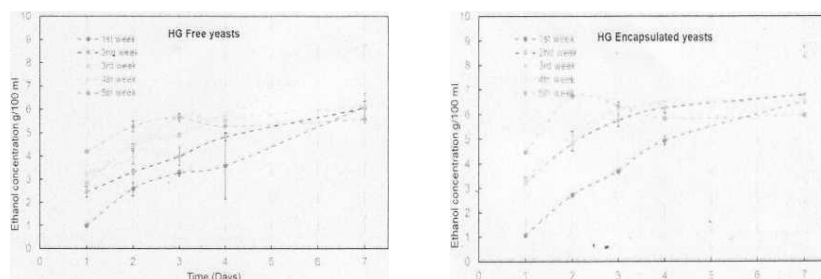 HG Free yeasts
1st week
2nd week
3rd week
4th week
5th week
Ethanol concentration g/100 ml
10
9
8
7
6
5
4
3
2
1
0
0 1 2 3 4 5 6 7
Time (Days)
HG Encapsulated yeasts
1st week
2nd week
3rd week
4th week
5th week
Ethanol concentration g/100 ml
10
9
8
7
6
5
4
3
2
1
0
0 1 2 3 4 5 6 7